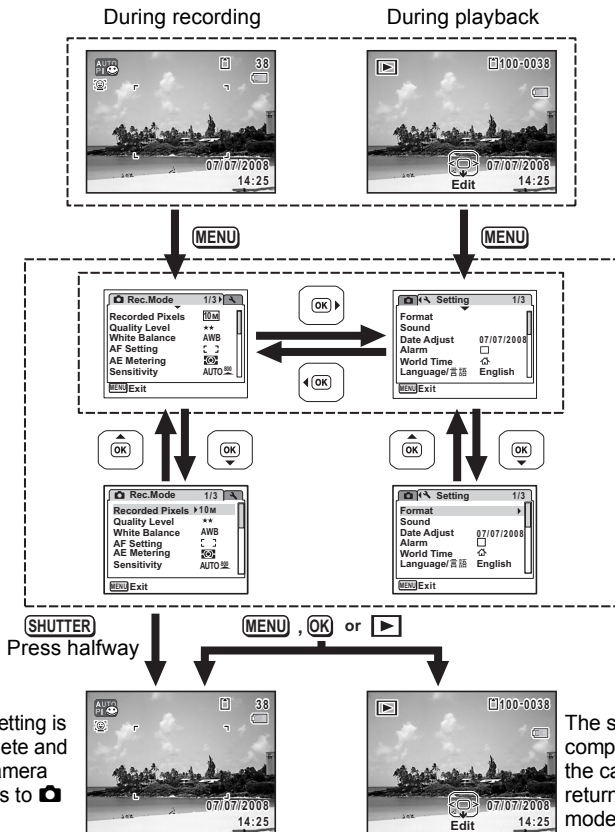 During recording
During playback
AUTO
PICT
38
07/07/2008
14:25
100-0038
07/07/2008
14:25
Edit
MENU
MENU
Rec.Mode 1/3
Recorded Pixels 10M
Quality Level ★★
White Balance AWB
AF Setting [ ]
AE Metering
Sensitivity AUTO 800
MENU Exit
OK
OK
Setting 1/3
Format
Sound
Date Adjust 07/07/2008
Alarm
World Time
Language/言語 English
MENU Exit
OK
OK
OK
OK
Rec.Mode 1/3
Recorded Pixels 10M
Quality Level ★★
White Balance AWB
AF Setting [ ]
AE Metering
Sensitivity AUTO
MENU Exit
Setting 1/3
Format
Sound
Date Adjust 07/07/2008
Alarm
World Time
Language/言語 English
MENU Exit
SHUTTER
Press halfway
MENU , OK or
etting is
ete and
amera
s to
AUTO
PICT
38
07/07/2008
14:25
100-0038
07/07/2008
14:25
Edit
The s
comp
the ca
return
mode